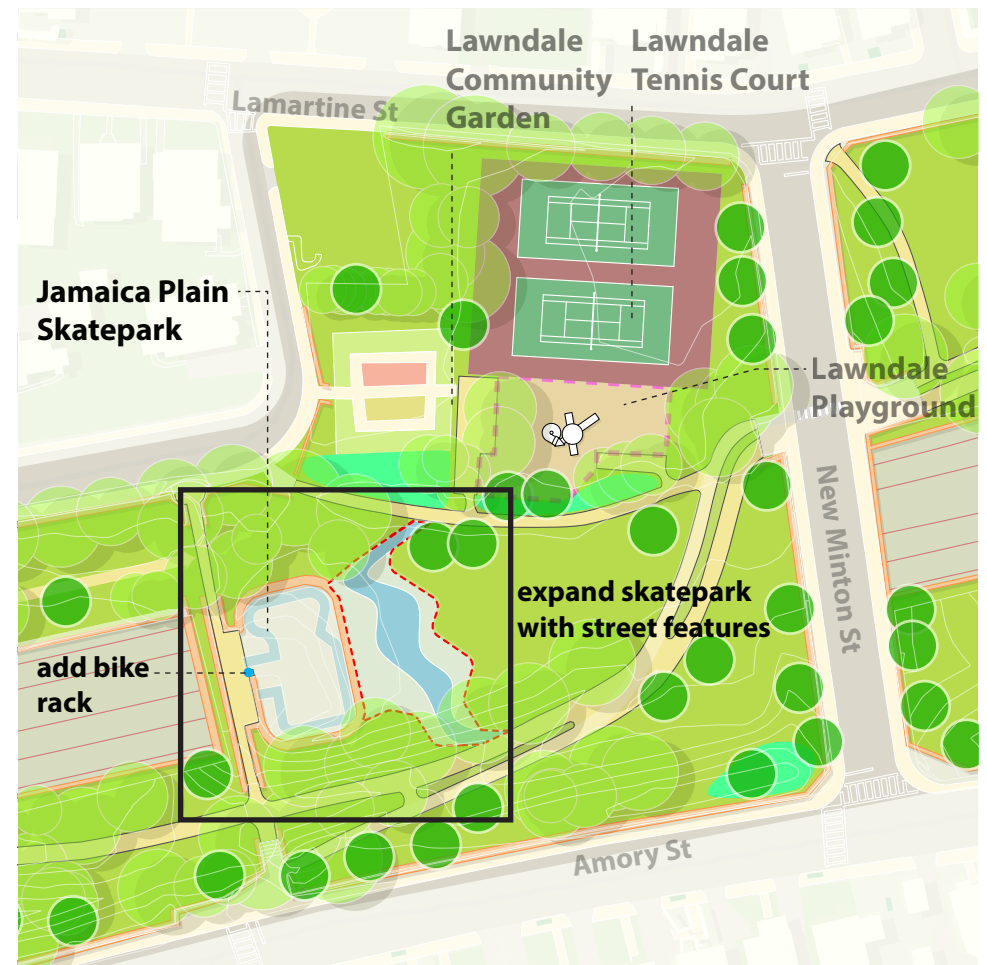 Lawndale
Community
Garden
Lawndale
Tennis Court
Lamartine St
Jamaica Plain
Skatepark
Lawndale
Playground
New Minton St
expand skatepark
with street features
add bike
rack
Amory St